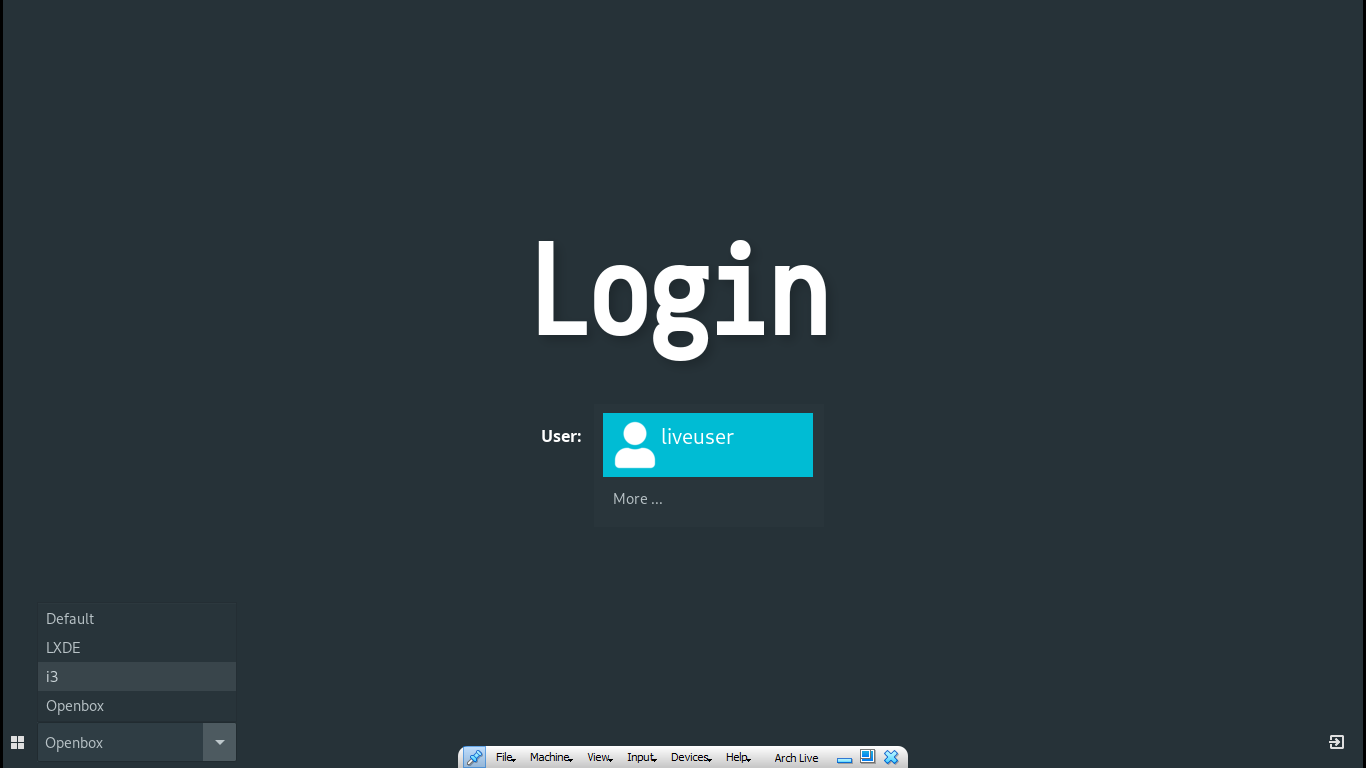 Login
User:
liveuser
More ...
Default
LXDE
i3
Openbox
Openbox
File Machine View Input Devices Help Arch Live